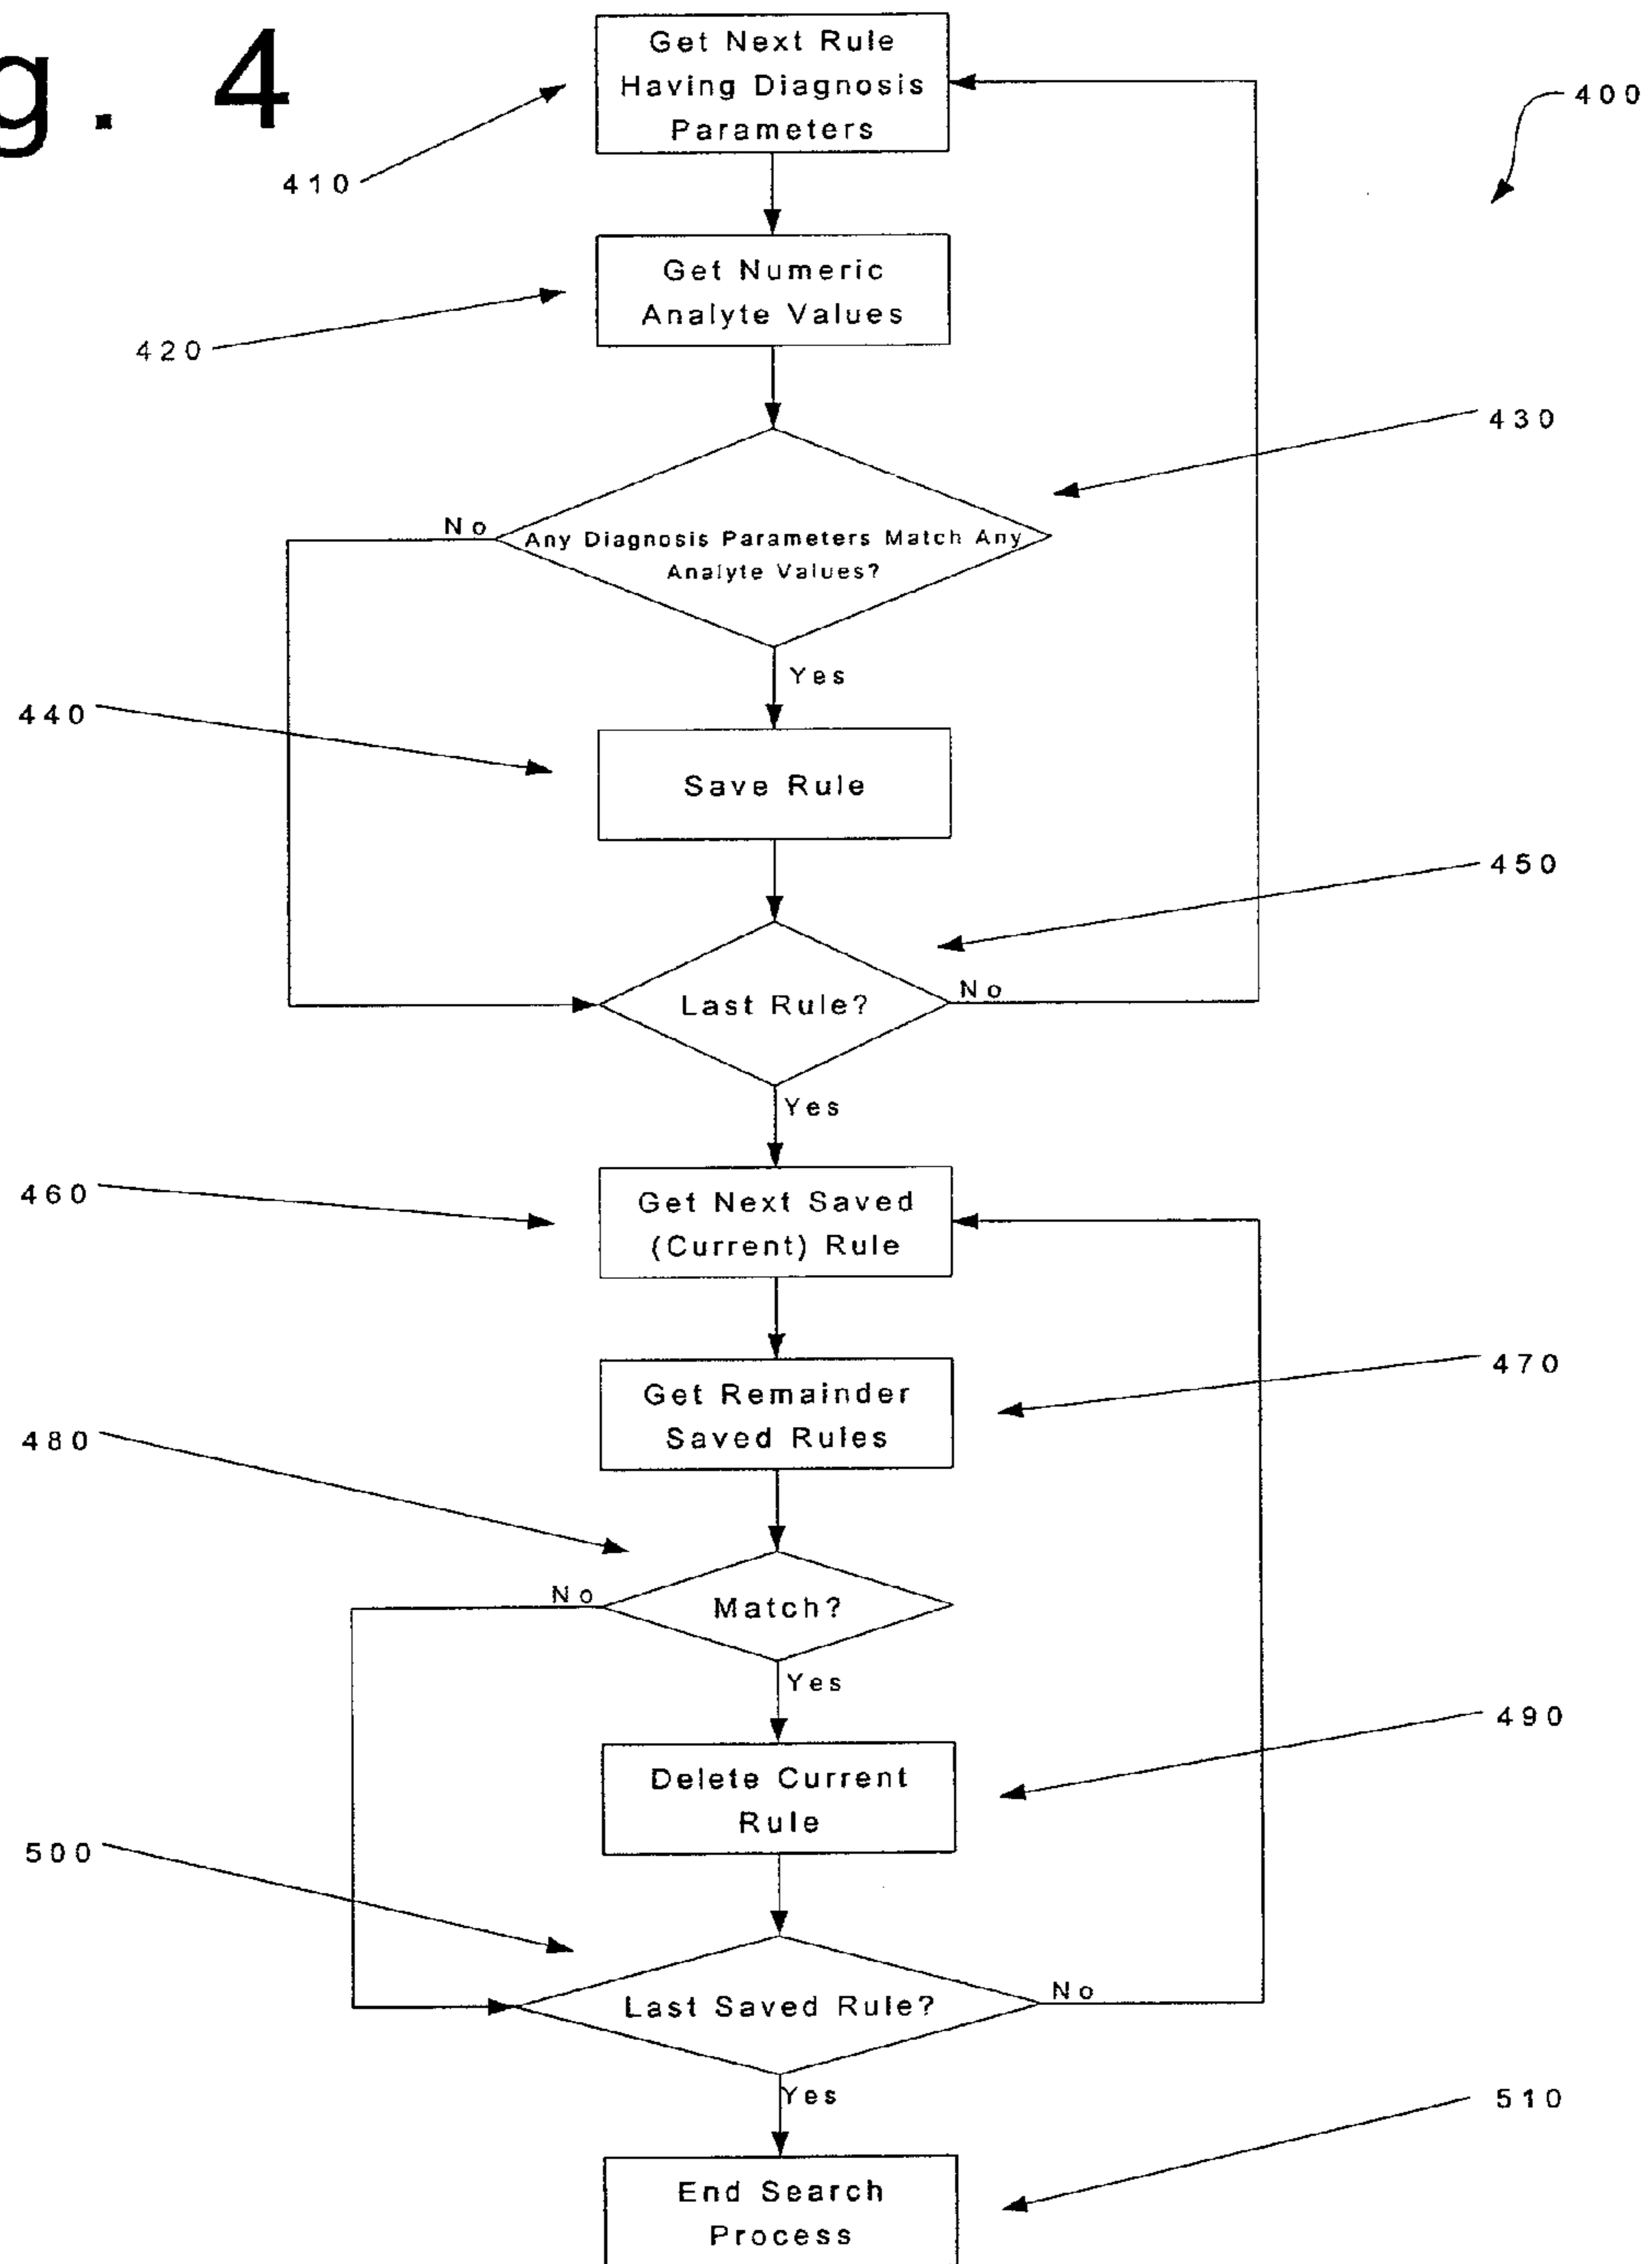 g. 4
Get Next Rule
Having Diagnosis
Parameters
400
410
Get Numeric
Analyte Values
420
430
No
Any Diagnosis Parameters Match Any
Analyte Values?
Yes
440
Save Rule
450
Last Rule?
No
Yes
460
Get Next Saved
(Current) Rule
470
Get Remainder
Saved Rules
480
No
Match?
Yes
490
Delete Current
Rule
500
Last Saved Rule?
No
Yes
510
End Search
Process